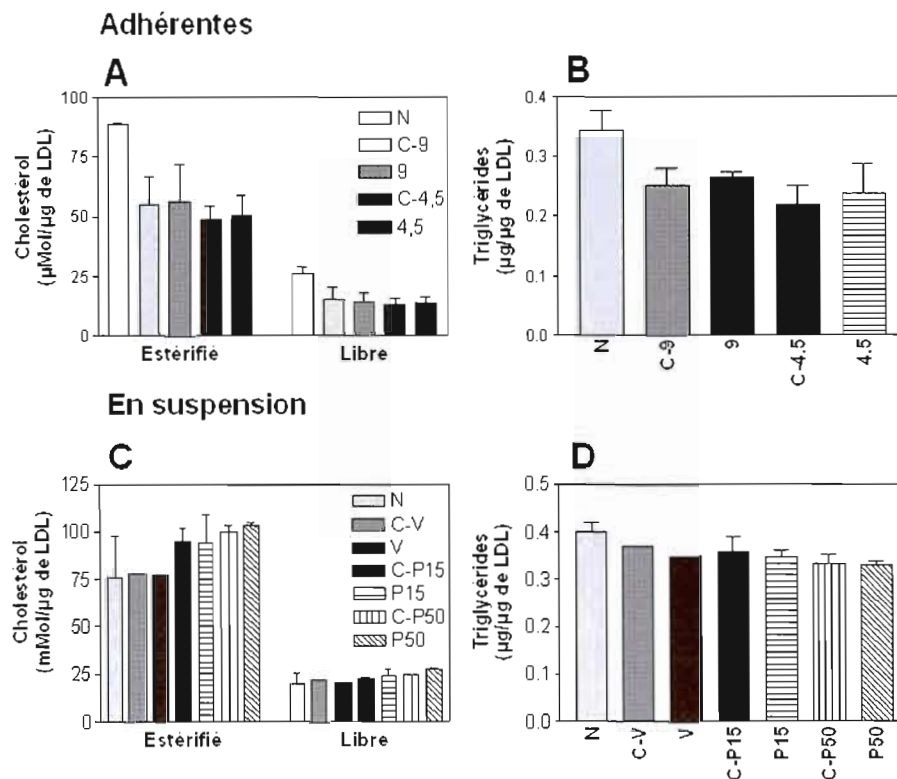 Adhérentes
A
Cholestérol
(µMol/µg de LDL)
100
75
50
25
0
N
C-9
9
C-4,5
4,5
Estérifié
Libre
B
Triglycérides
(µg/µg de LDL)
0.4
0.3
0.2
0.1
0.0
N
C-9
9
C-4.5
4.5
En suspension
C
Cholestérol
(mMol/µg de LDL)
125
100
75
50
25
0
N
C-V
V
C-P15
P15
C-P50
P50
Estérifié
Libre
D
Triglycérides
(µg/µg de LDL)
0.5
0.4
0.3
0.2
0.1
0.0
N
C-V
V
C-P15
P15
C-P50
P50